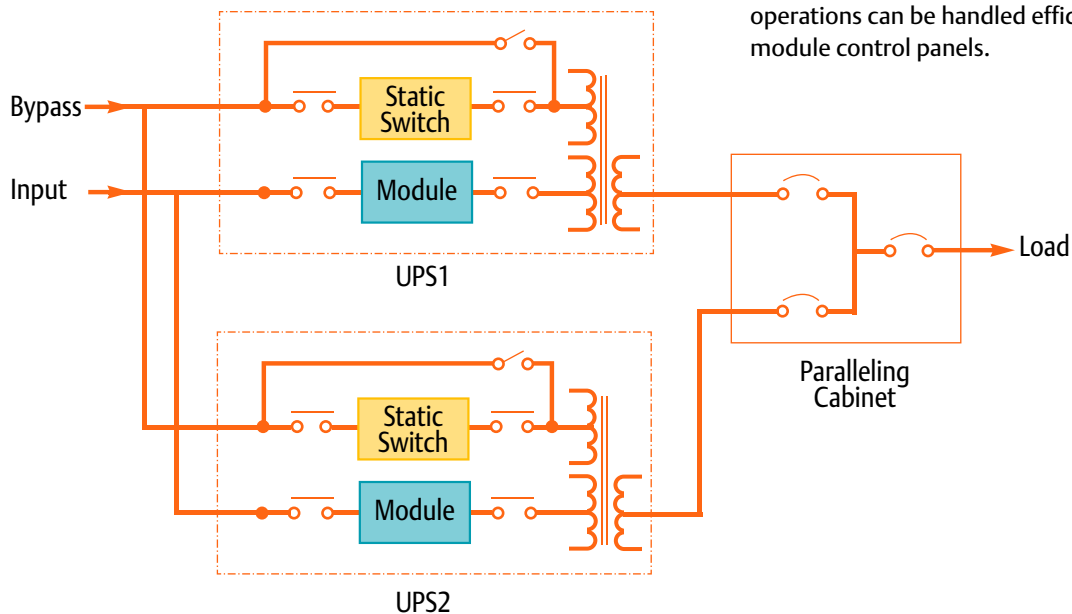 operations can be handled effic
module control panels.
Bypass
Static
Switch
Input
Module
UPS1
Load
Paralleling
Cabinet
Static
Switch
Module
UPS2